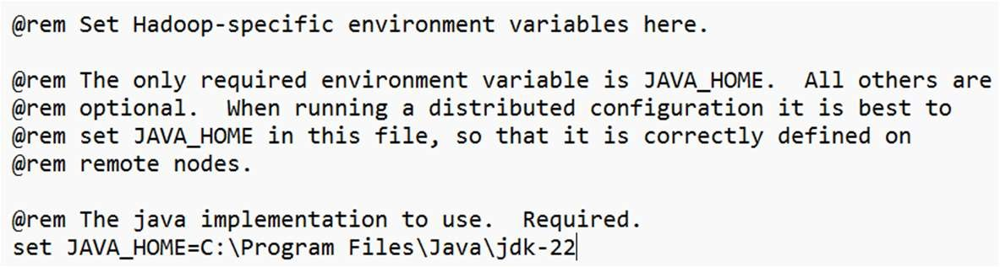 @rem Set Hadoop-specific environment variables here.
@rem The only required environment variable is JAVA_HOME.  All others are
@rem optional.  When running a distributed configuration it is best to
@rem set JAVA_HOME in this file, so that it is correctly defined on
@rem remote nodes.
@rem The java implementation to use.  Required.
set JAVA_HOME=C:\Program Files\Java\jdk-22